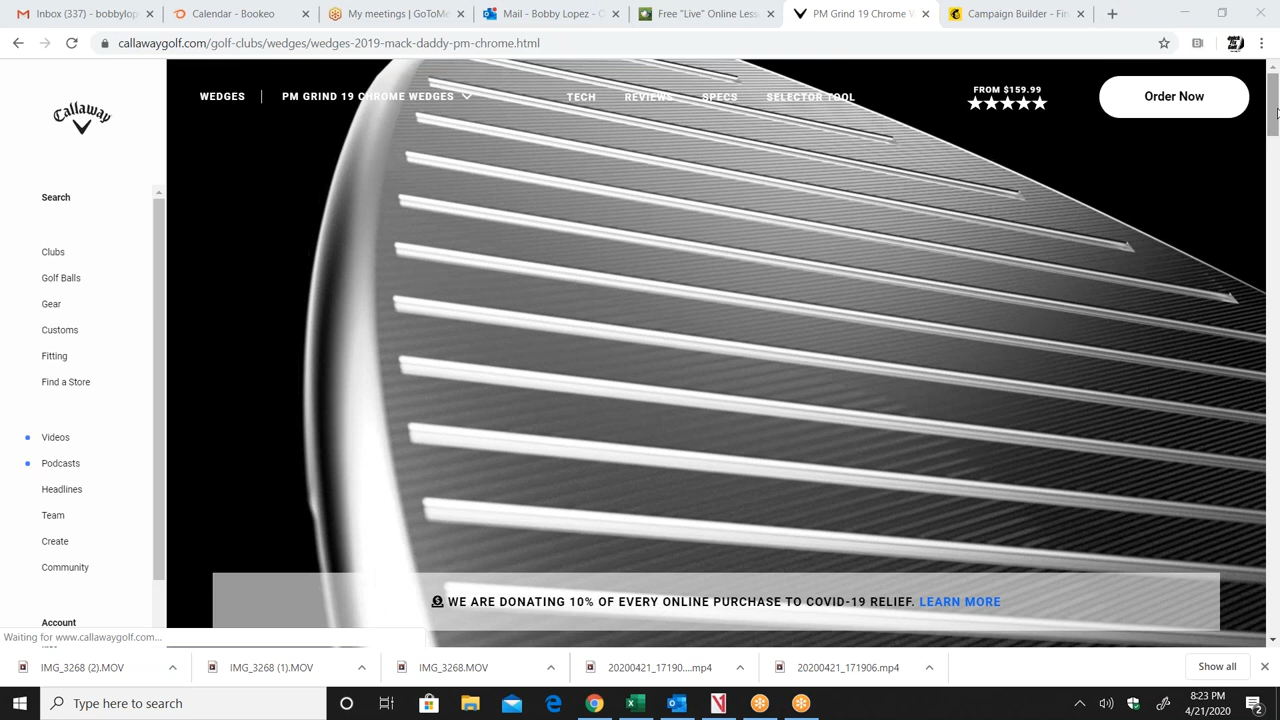 Inbox (337) - bobbylop
Calendar - Bookeo
My meetings | GoToMe
Mail - Bobby Lopez - O
Free "Live" Online Less
PM Grind 19 Chrome W
Campaign Builder - Fin
callawaygolf.com/golf-clubs/wedges/wedges-2019-mack-daddy-pm-chrome.html
Callaway
WEDGES
PM GRIND 19 CHROME WEDGES
TECH
REVIEWS
SPECS
SELECTOR TOOL
FROM $159.99
Order Now
Search
Clubs
Golf Balls
Gear
Customs
Fitting
Find a Store
Videos
Podcasts
Headlines
Team
Create
Community
Account
WE ARE DONATING 10% OF EVERY ONLINE PURCHASE TO COVID-19 RELIEF. LEARN MORE
Waiting for www.callawaygolf.com...
IMG_3268 (2).MOV
IMG_3268 (1).MOV
IMG_3268.MOV
20200421_17190....mp4
20200421_171906.mp4
Show all
Type here to search
8:23 PM
4/21/2020
2